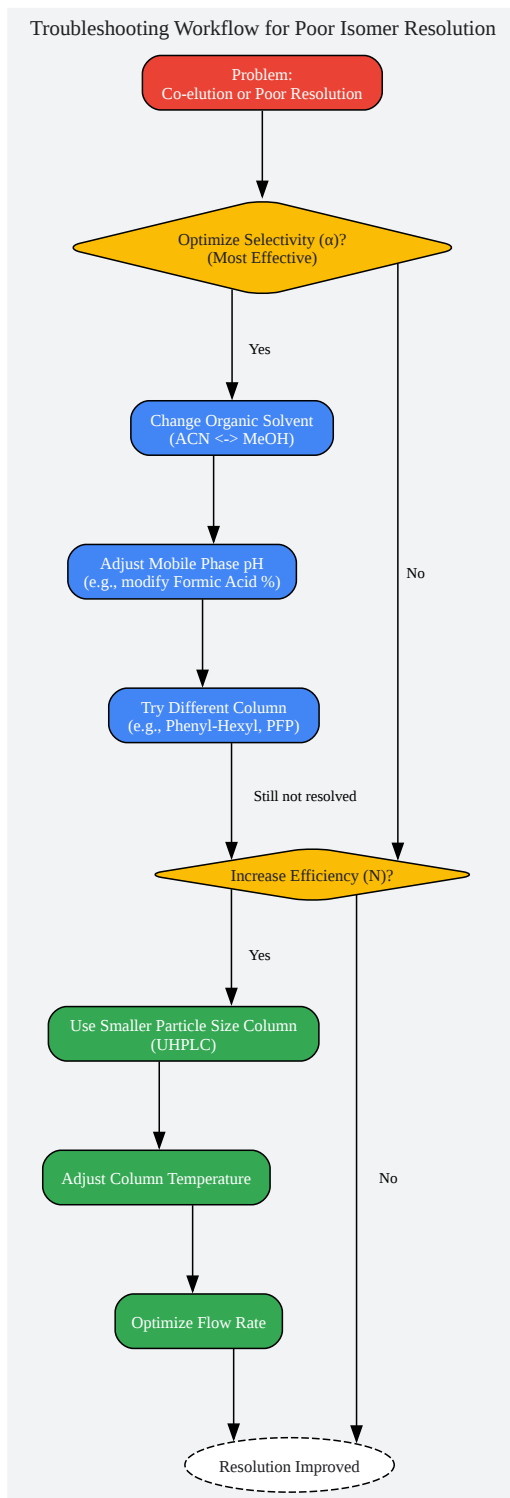 Troubleshooting Workflow for Poor Isomer Resolution
Problem:
Co-elution or Poor Resolution
Optimize Selectivity (α)?
(Most Effective)
Yes
Change Organic Solvent
(ACN <-> MeOH)
Adjust Mobile Phase pH
(e.g., modify Formic Acid %)
No
Try Different Column
(e.g., Phenyl-Hexyl, PFP)
Still not resolved
Increase Efficiency (N)?
Yes
Use Smaller Particle Size Column
(UHPLC)
Adjust Column Temperature
No
Optimize Flow Rate
Resolution Improved